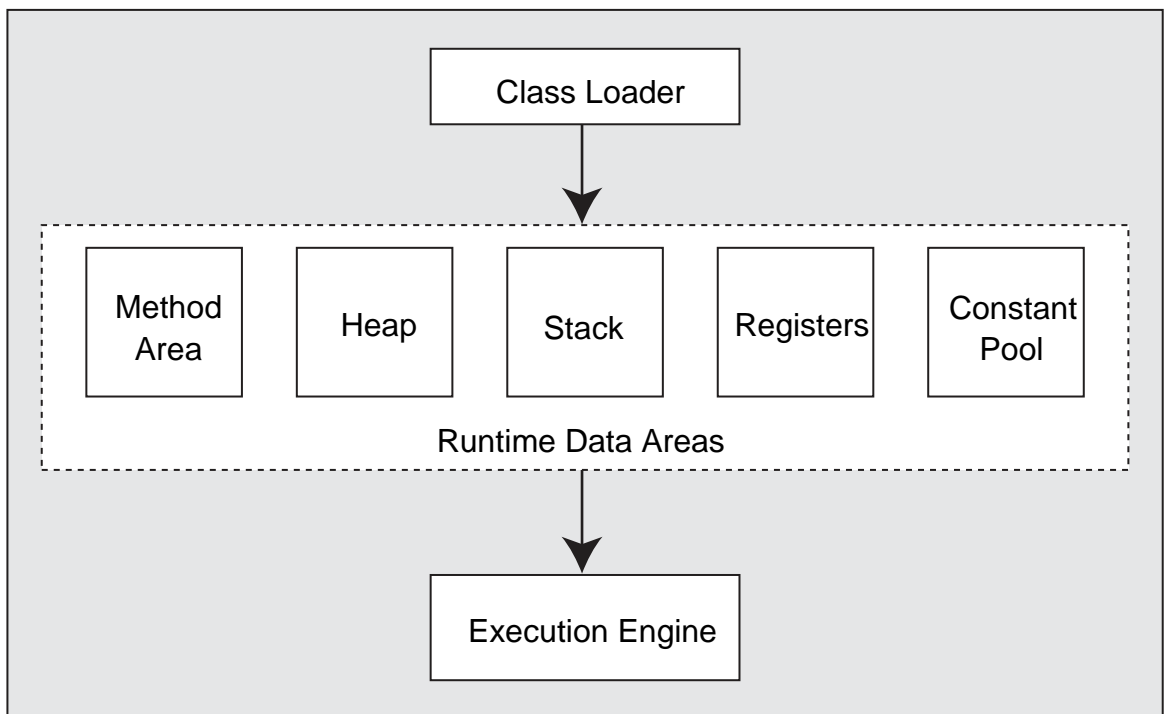 Class Loader
Method
Area
Heap
Stack
Registers
Constant
Pool
Runtime Data Areas
Execution Engine